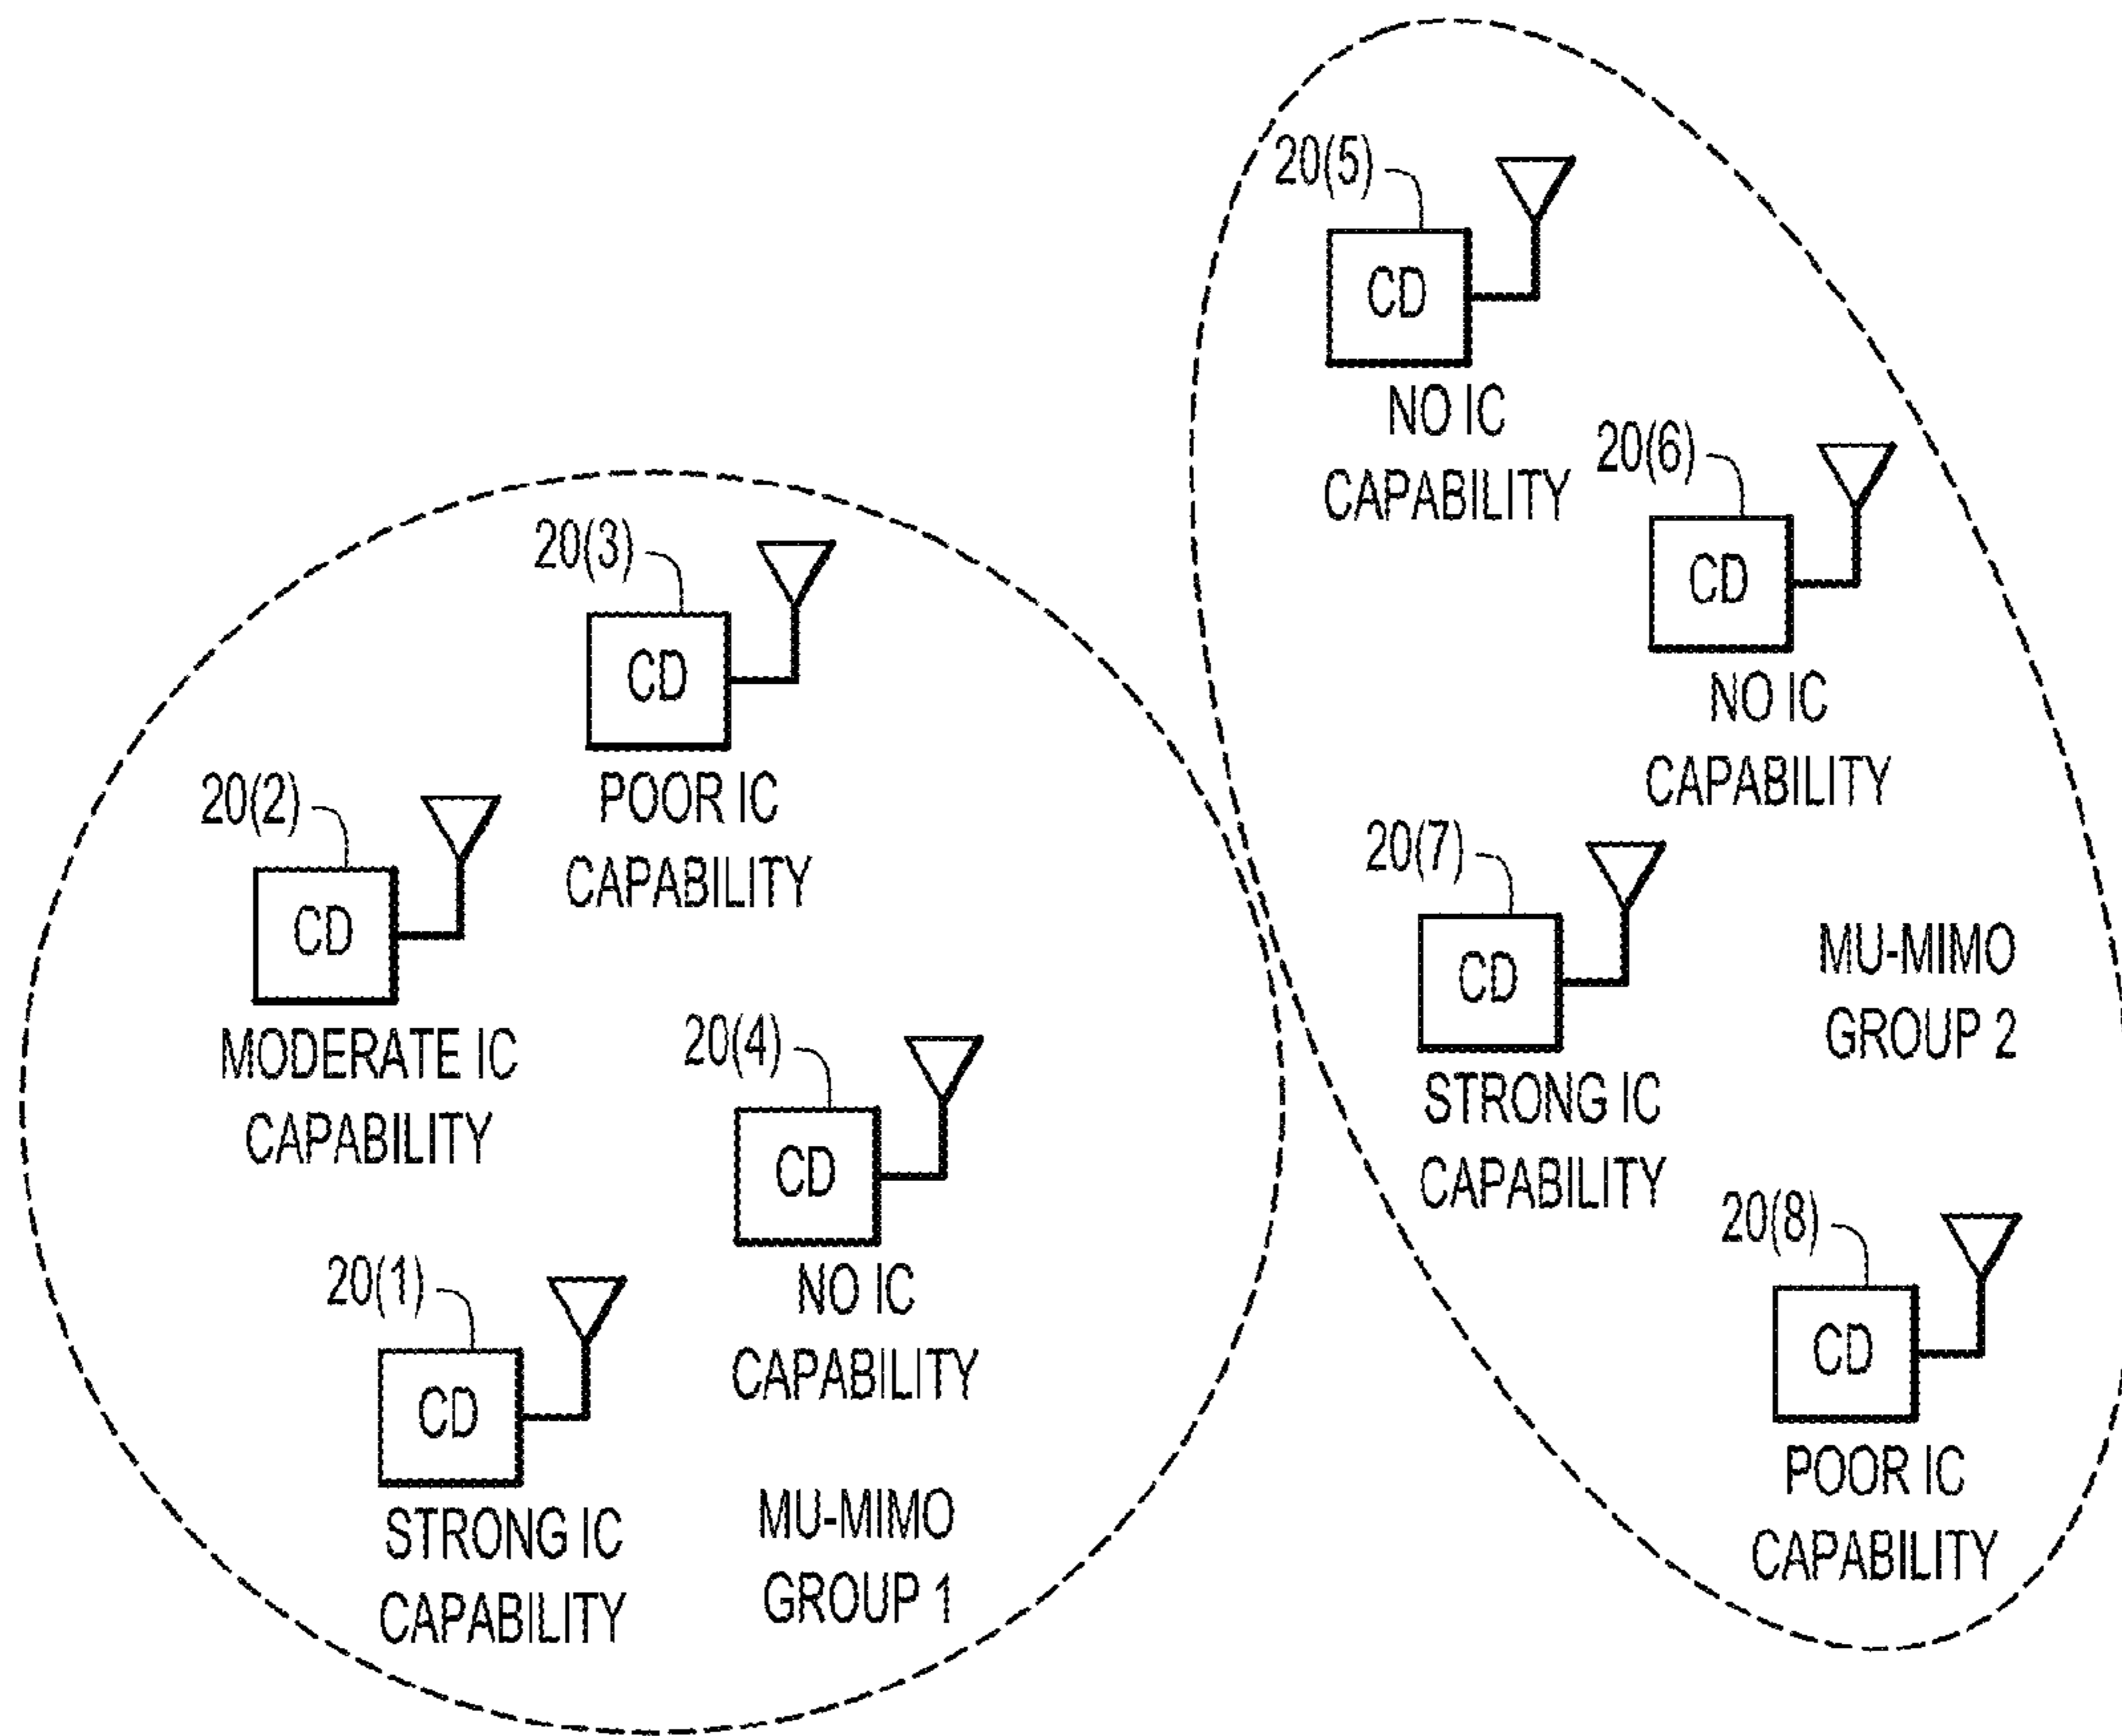 20(3)
CD
POOR IC
CAPABILITY
20(2)
CD
MODERATE IC
CAPABILITY
20(4)
CD
NO IC
CAPABILITY
20(1)
CD
STRONG IC
CAPABILITY
MU-MIMO
GROUP 1
20(5)
CD
NO IC
CAPABILITY
20(6)
CD
NO IC
CAPABILITY
20(7)
CD
STRONG IC
CAPABILITY
MU-MIMO
GROUP 2
20(8)
CD
POOR IC
CAPABILITY